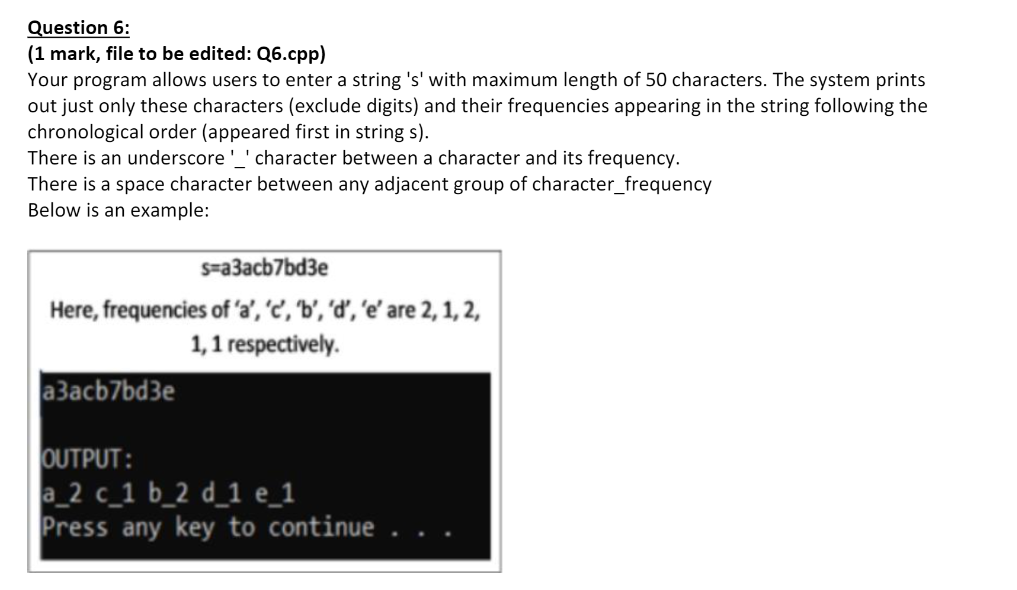 Question 6:
(1 mark, file to be edited: Q6.cpp)
Your program allows users to enter a string 's' with maximum length of 50 characters. The system prints
out just only these characters (exclude digits) and their frequencies appearing in the string following the
chronological order (appeared first in string s).
There is an underscore '_' character between a character and its frequency.
There is a space character between any adjacent group of character_frequency
Below is an example:
s=a3acb7bd3e
Here, frequencies of ‘a’, ‘c’, ‘b’, ‘d’, ‘e’ are 2, 1, 2,
1, 1 respectively.
a3acb7bd3e
OUTPUT:
a_2 c_1 b_2 d_1 e_1
Press any key to continue . . .